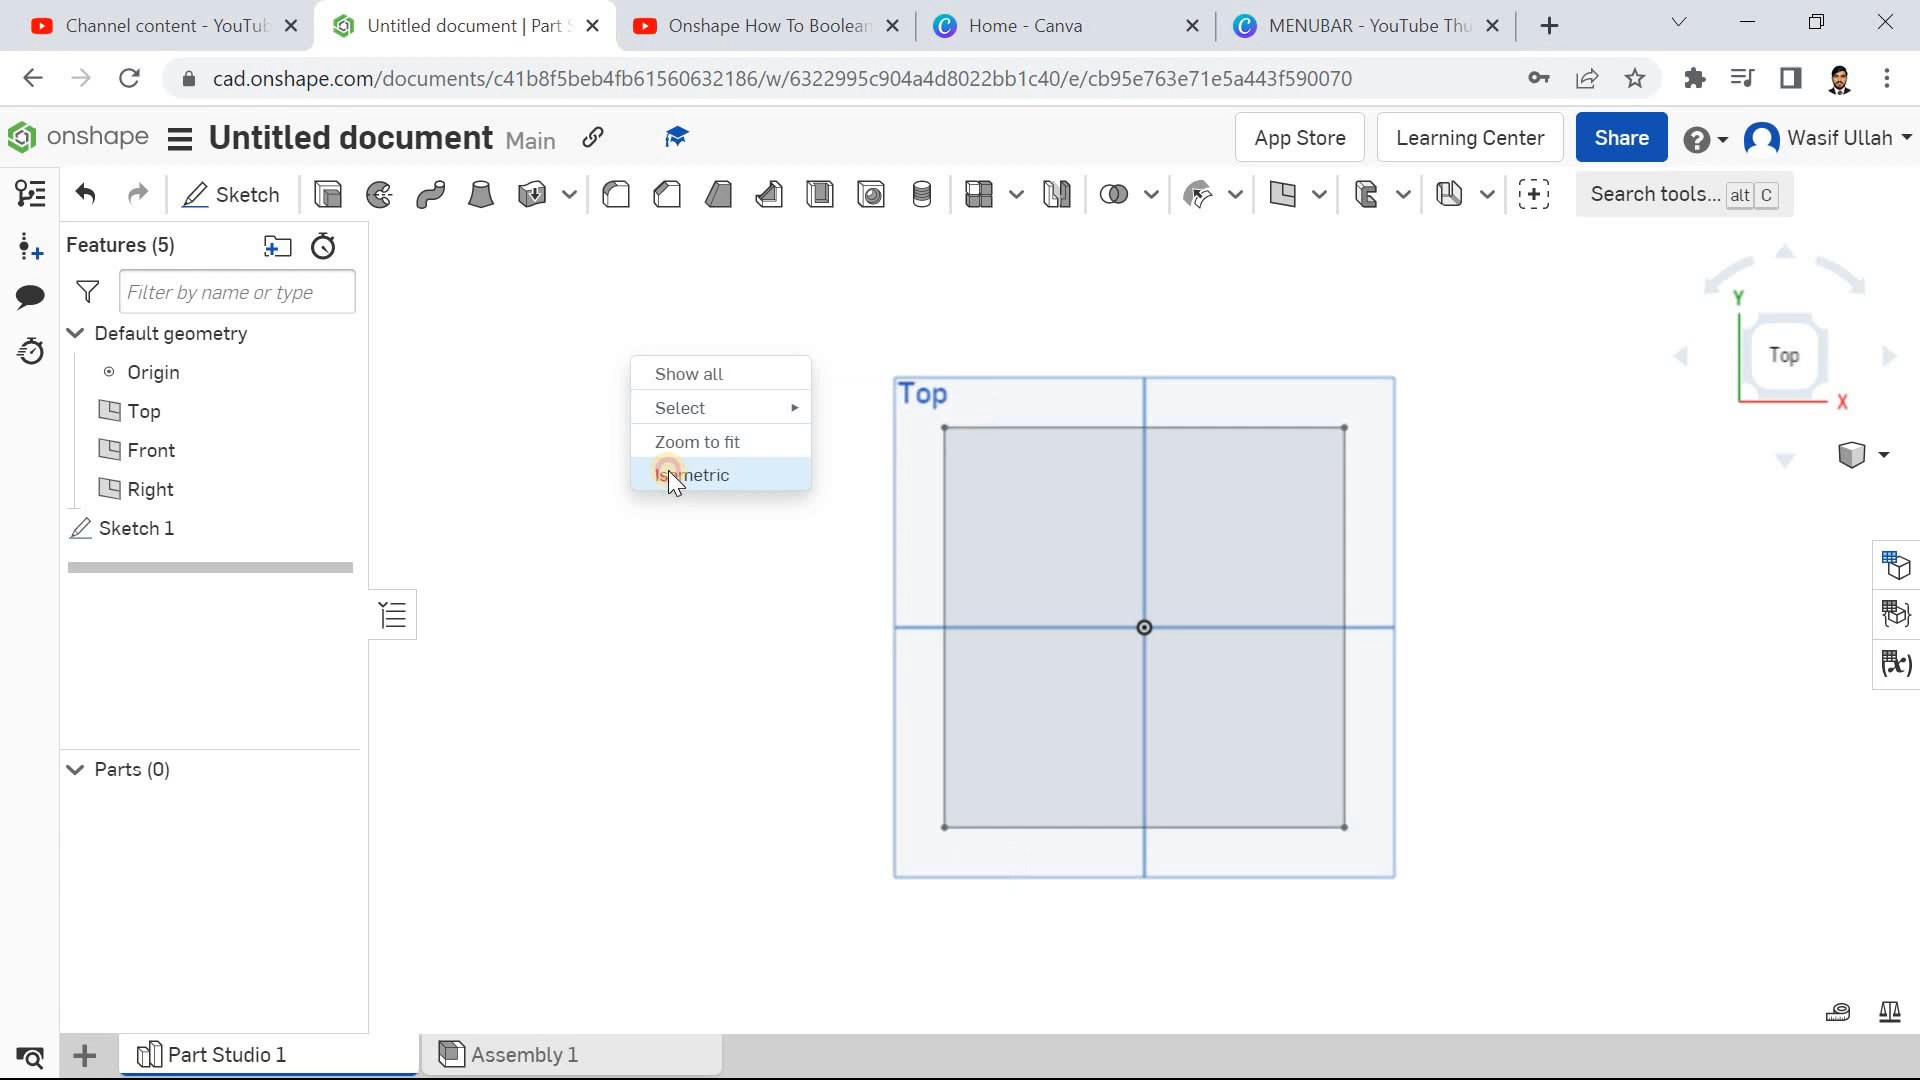 Channel content - YouTub
Untitled document | Part S
Onshape How To Boolean
Home - Canva
MENUBAR - YouTube Thu
cad.onshape.com/documents/c41b8f5beb4fb61560632186/w/6322995c904a4d8022bb1c40/e/cb95e763e71e5a443f590070
onshape
Untitled document Main
App Store
Learning Center
Share
Wasif Ullah
Sketch
Search tools... alt C
Features (5)
Filter by name or type
Default geometry
Origin
Top
Front
Right
Sketch 1
Parts (0)
Show all
Select
Zoom to fit
Isometric
Top
Y
Top
X
(x)
Part Studio 1
Assembly 1